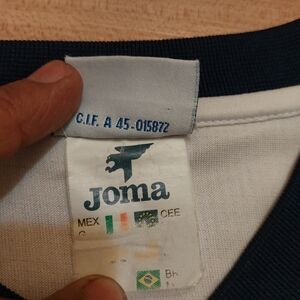 C.I.F. A 45-015872
Joma
MEX CEE
G
BR